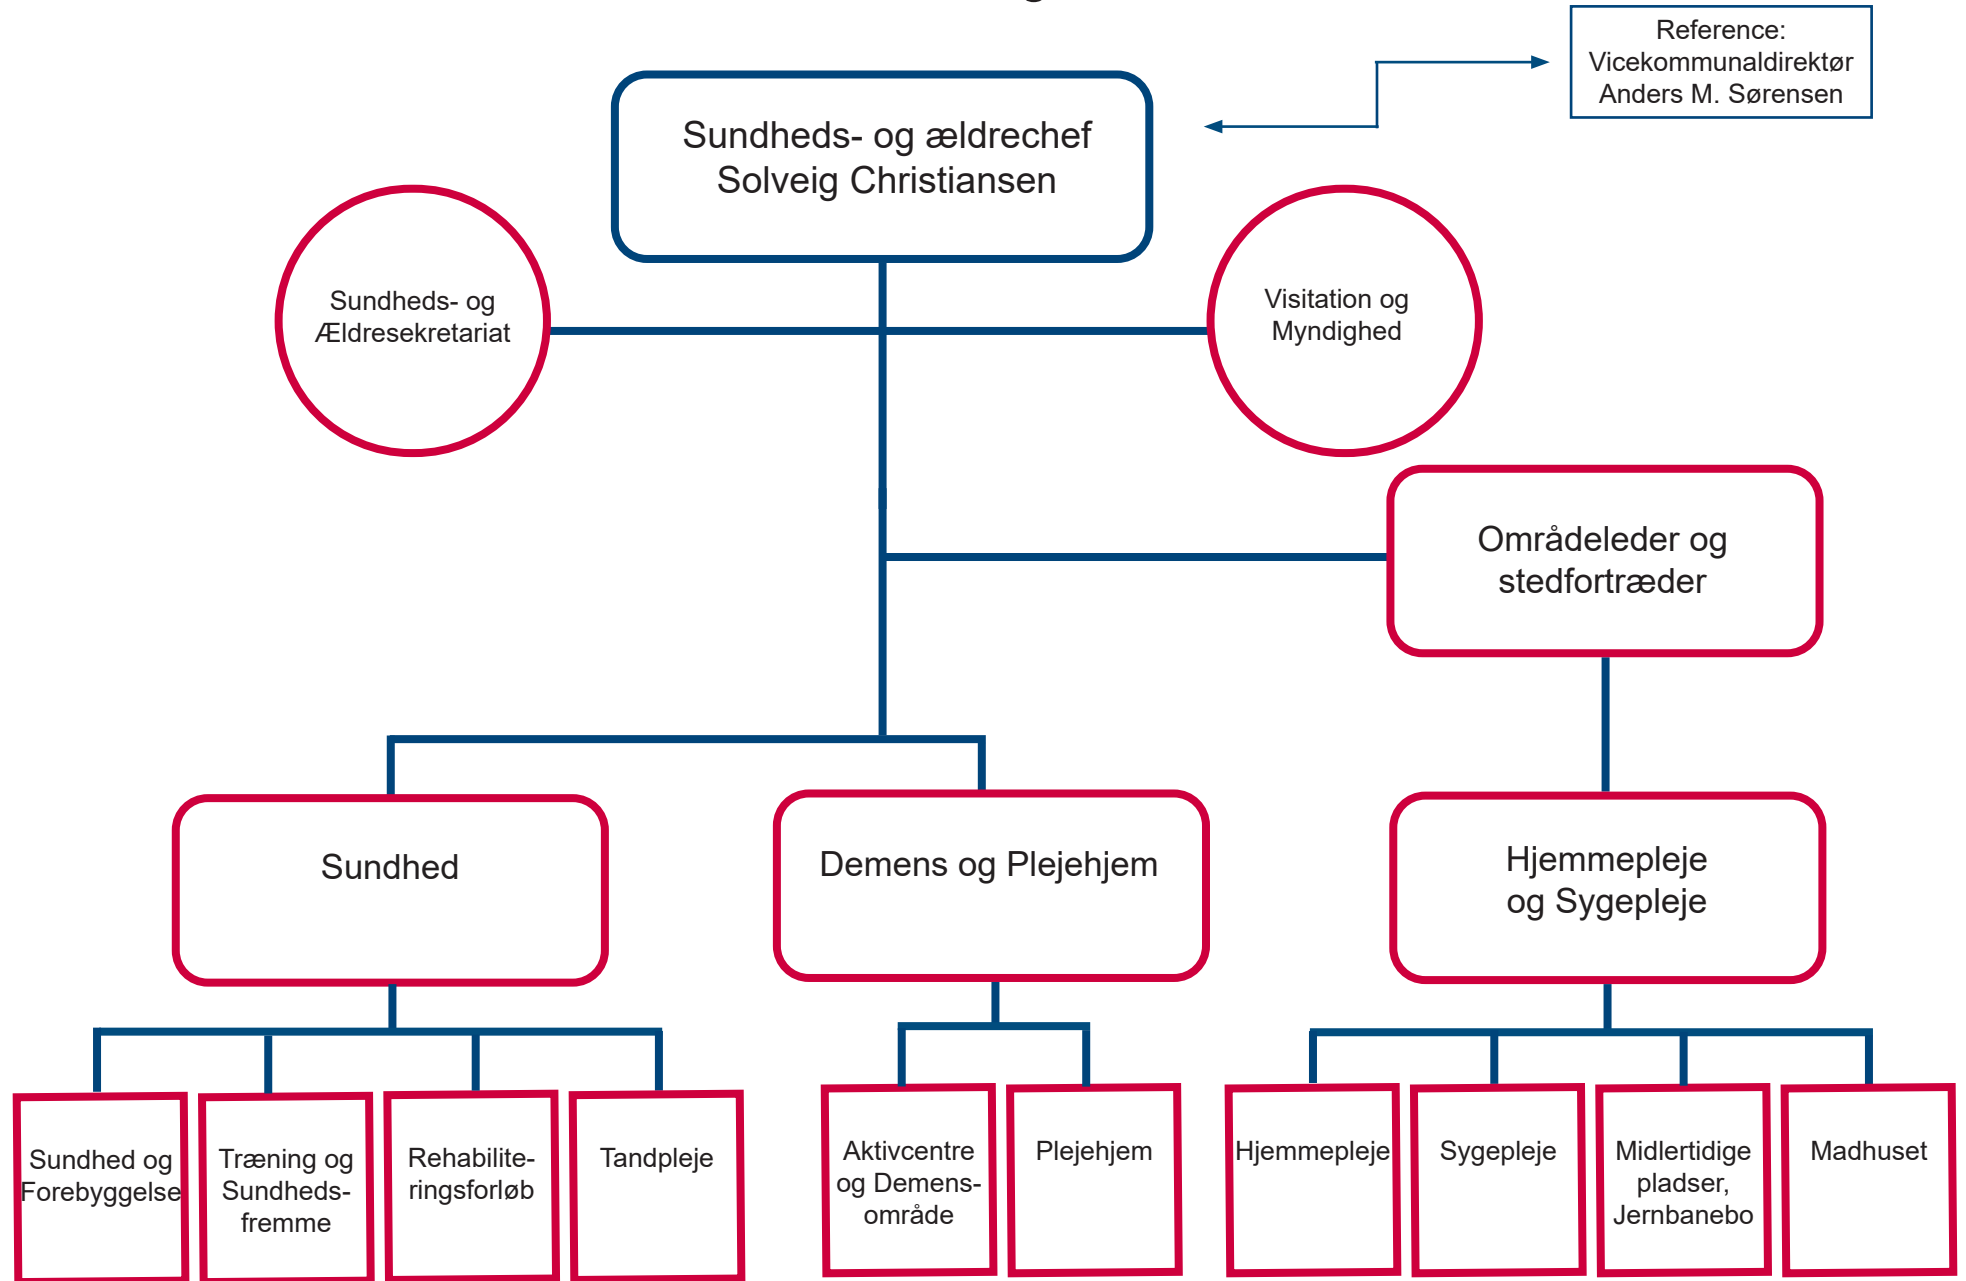 Reference:
Vicekommunaldirektør
Anders M. Sørensen
Sundheds- og ældrechef
Solveig Christiansen
Sundheds- og
Ældresekretariat
Visitation og
Myndighed
Områdeleder og
stedfortræder
Sundhed
Demens og Plejehjem
Hjemmepleje
og Sygepleje
Sundhed og
Forebyggelse
Træning og
Sundheds-
fremme
Rehabilite-
ringsforløb
Tandpleje
Aktivcentre
og Demens-
område
Plejehjem
Hjemmepleje
Sygepleje
Midlertidige
pladser,
Jernbanebo
Madhuset